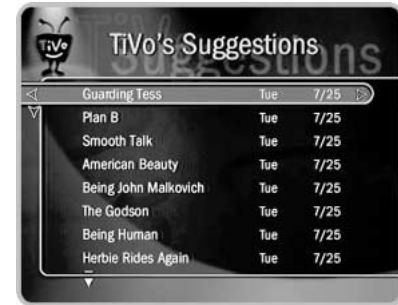 TiVo
TiVo's Suggestions
Guarding Tess Tue 7/25
Plan B Tue 7/25
Smooth Talk Tue 7/25
American Beauty Tue 7/25
Being John Malkovich Tue 7/25
The Godson Tue 7/25
Being Human Tue 7/25
Herbie Rides Again Tue 7/25